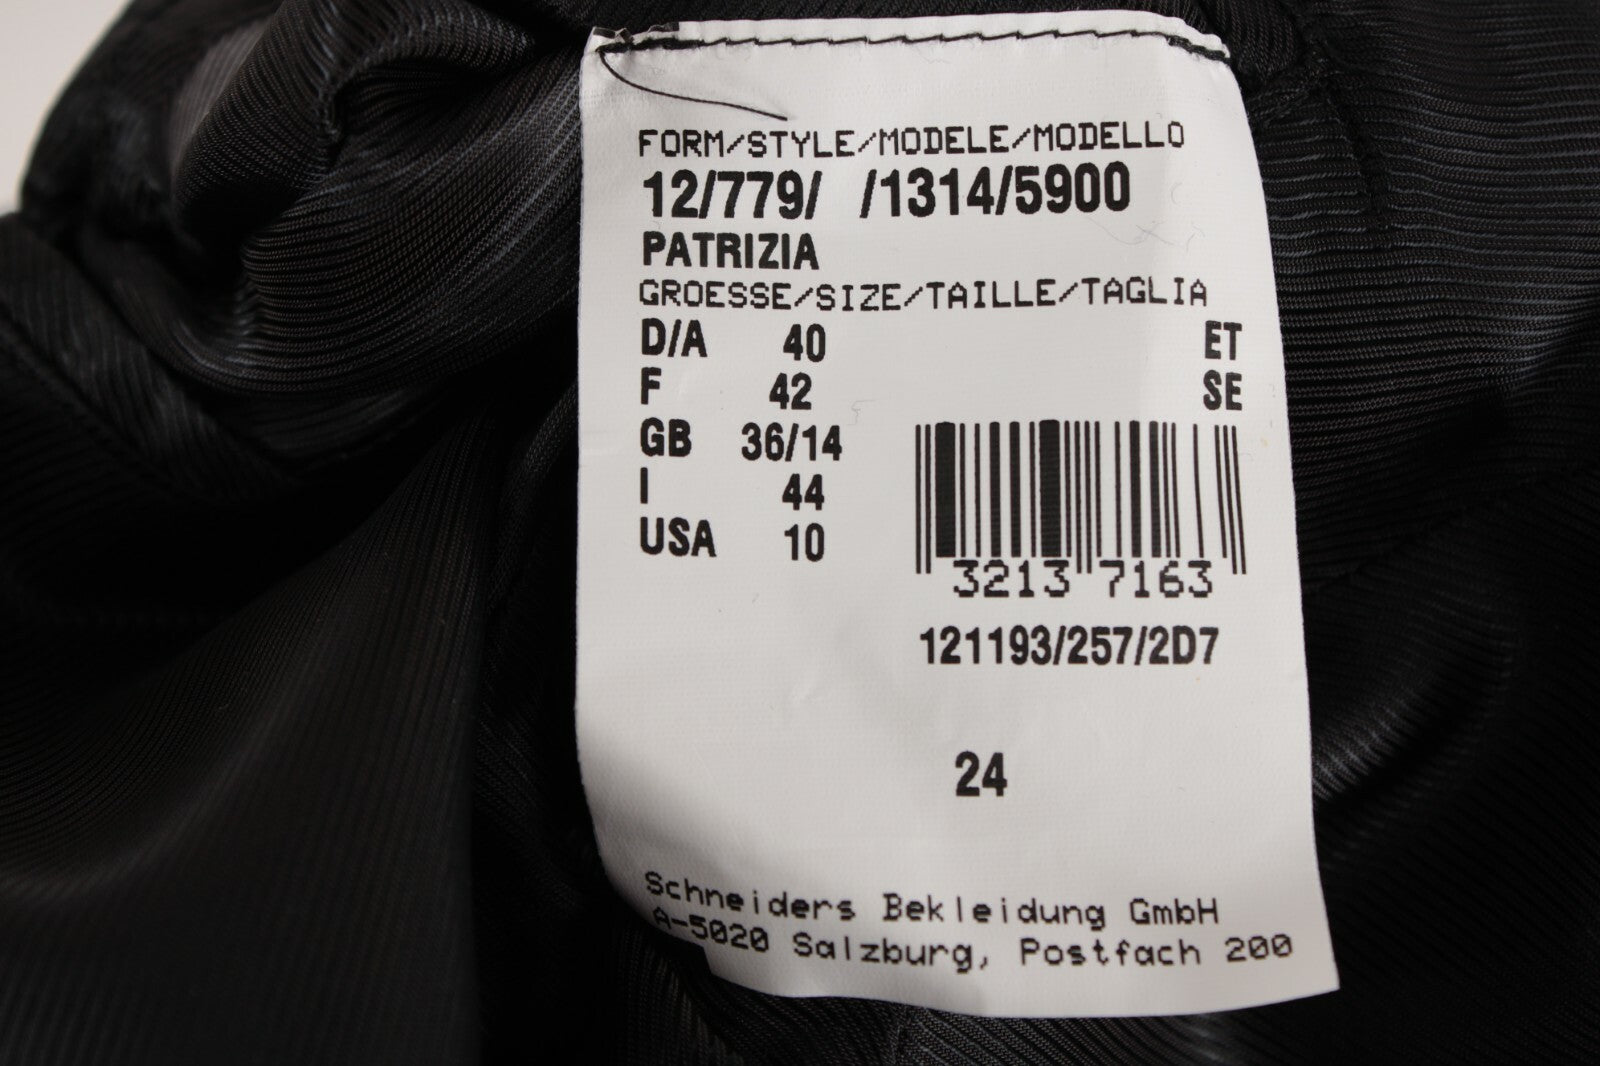 FORM/STYLE/MODELE/MODELLO
12/779/ /1314/5900
PATRIZIA
GROESSE/SIZE/TAILLE/TAGLIA
D/A 40 ET
F 42 SE
GB 36/14
I 44
USA 10
3213 7163
121193/257/2D7
24
Schneiders Bekleidung GmbH
A-5020 Salzburg, Postfach 200